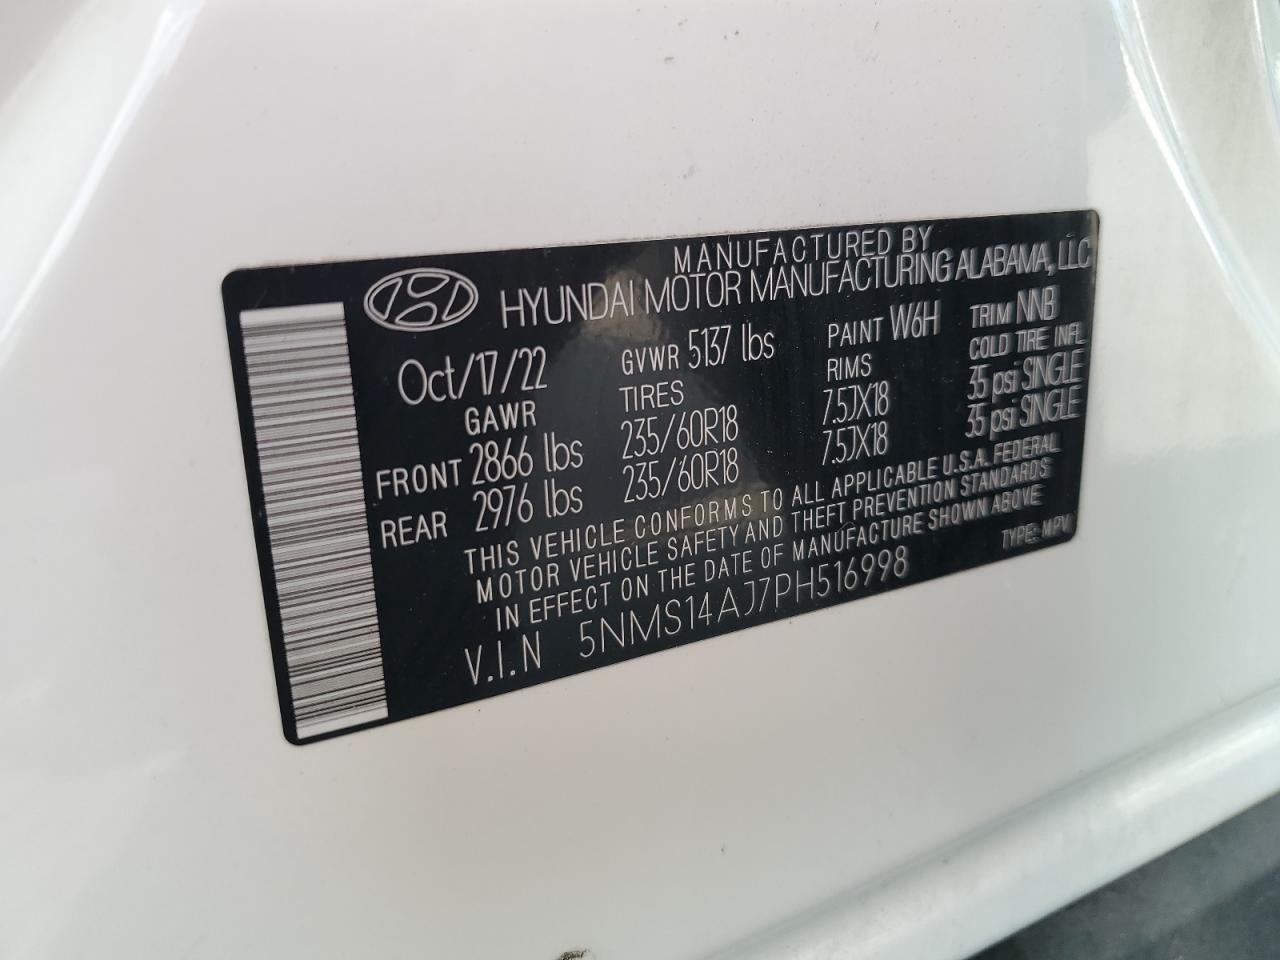 MANUFACTURED BY
HYUNDAI MOTOR MANUFACTURING ALABAMA, LLC
Oct/17/22 GVWR 5137 lbs PAINT W6H TRIM NNB
GAWR TIRES RIMS COLD TIRE INFL
FRONT 2866 lbs 235/60R18 7.5JX18 35 psi SINGLE
REAR 2976 lbs 235/60R18 7.5JX18 35 psi SINGLE
THIS VEHICLE CONFORMS TO ALL APPLICABLE U.S.A. FEDERAL
MOTOR VEHICLE SAFETY AND THEFT PREVENTION STANDARDS
IN EFFECT ON THE DATE OF MANUFACTURE SHOWN ABOVE
V.I.N 5NMS14AJ7PH516998 TYPE: MPV